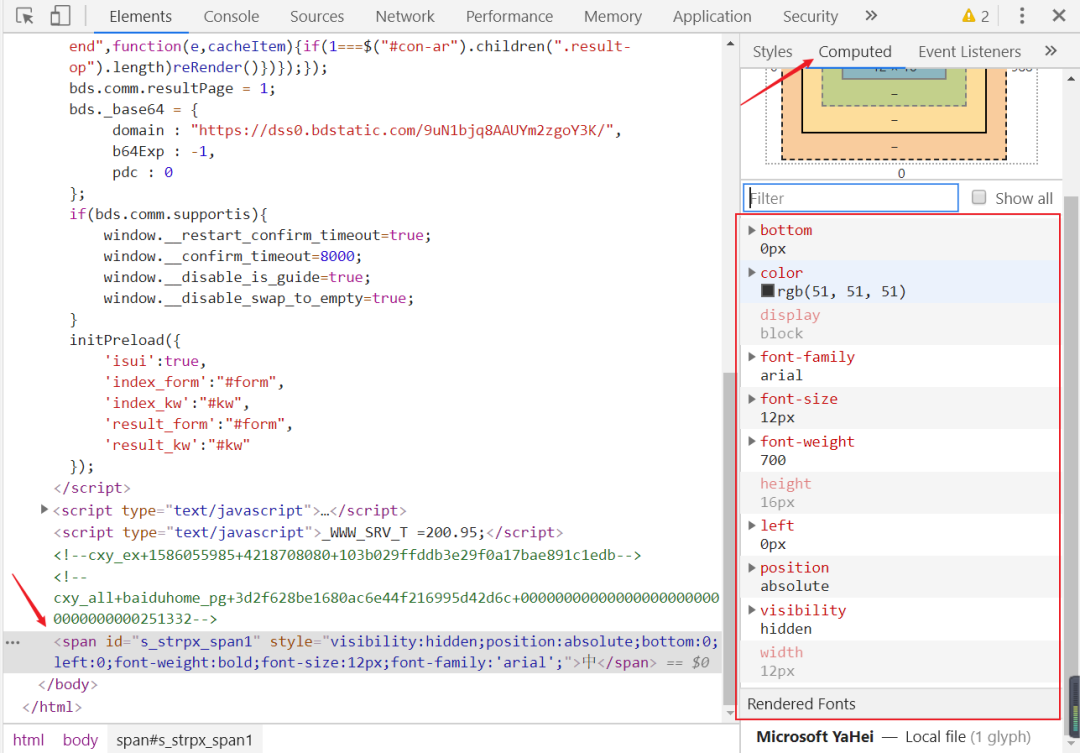 Elements Console Sources Network Performance Memory Application Security » 2
end",function(e,cacheItem){if(1===$("#con-ar").children(".result-
op").length)reRender()})});});
bds.comm.resultPage = 1;
bds._base64 = {
domain : "https://dss0.bdstatic.com/9uN1bjq8AAUYm2zgoY3K/",
b64Exp : -1,
pdc : 0
};
if(bds.comm.supportis){
window.__restart_confirm_timeout=true;
window.__confirm_timeout=8000;
window.__disable_is_guide=true;
window.__disable_swap_to_empty=true;
}
initPreload({
'isui':true,
'index_form':"#form",
'index_kw':"#kw",
'result_form':"#form",
'result_kw':"#kw"
});
</script>
<script type="text/javascript">…</script>
<script type="text/javascript">_WWW_SRV_T =200.95;</script>
<!--cxy_ex+1586055985+4218708080+103b029ffddb3e29f0a17bae891c1edb-->
<!--
cxy_all+baiduhome_pg+3d2f628be1680ac6e44f216995d42d6c+00000000000000000000000
0000000000251332-->
<span id="s_strpx_span1" style="visibility:hidden;position:absolute;bottom:0;
left:0;font-weight:bold;font-size:12px;font-family:'arial';">中</span> == $0
</body>
</html>
html body span#s_strpx_span1
Styles Computed Event Listeners »
–
–
–
0
Filter Show all
bottom
0px
color
rgb(51, 51, 51)
display
block
font-family
arial
font-size
12px
font-weight
700
height
16px
left
0px
position
absolute
visibility
hidden
width
12px
Rendered Fonts
Microsoft YaHei — Local file (1 glyph)